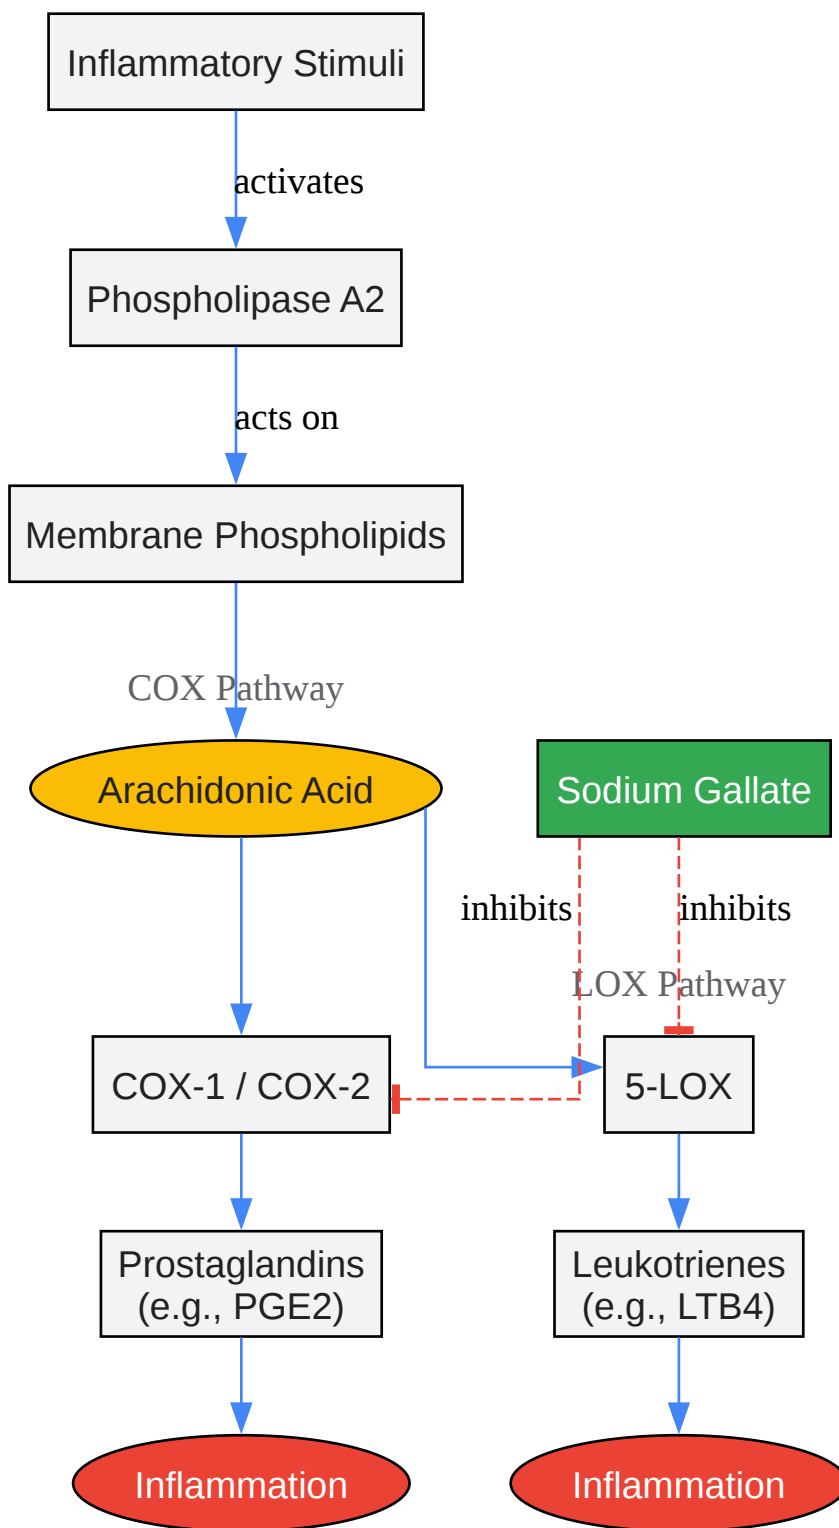 Inflammatory Stimuli
activates
Phospholipase A2
acts on
Membrane Phospholipids
COX Pathway
Arachidonic Acid
Sodium Gallate
inhibits
inhibits
LOX Pathway
COX-1 / COX-2
5-LOX
Prostaglandins
(e.g., PGE2)
Leukotrienes
(e.g., LTB4)
Inflammation
Inflammation